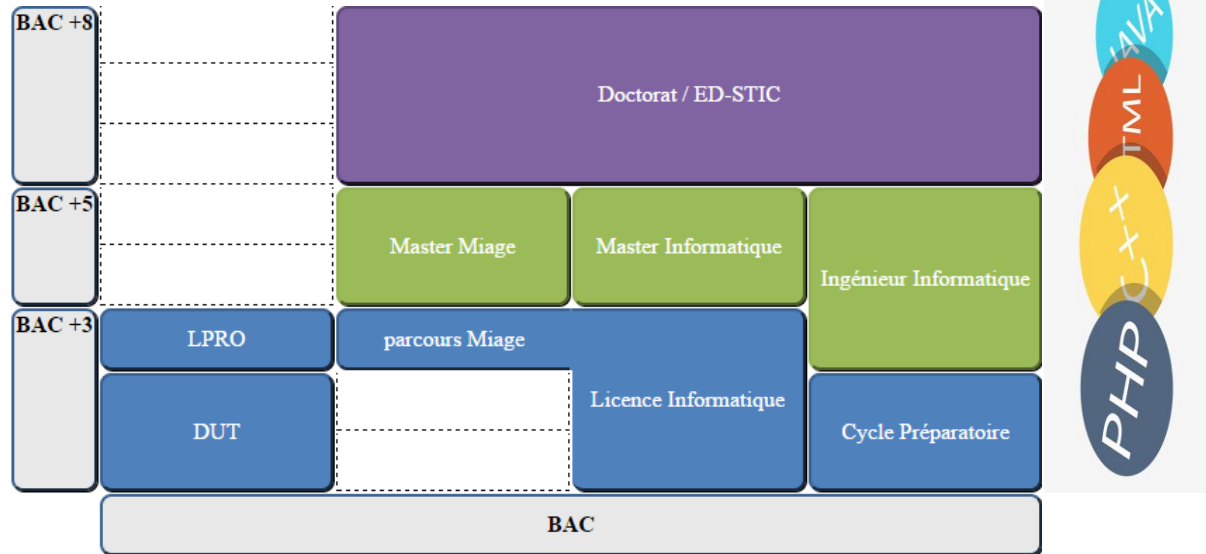 BAC +8
Doctorat / ED-STIC
BAC +5
Master Miage
Master Informatique
Ingénieur Informatique
BAC +3
LPRO
parcours Miage
Licence Informatique
DUT
Cycle Préparatoire
BAC
JAVA
TML
C++
PHP